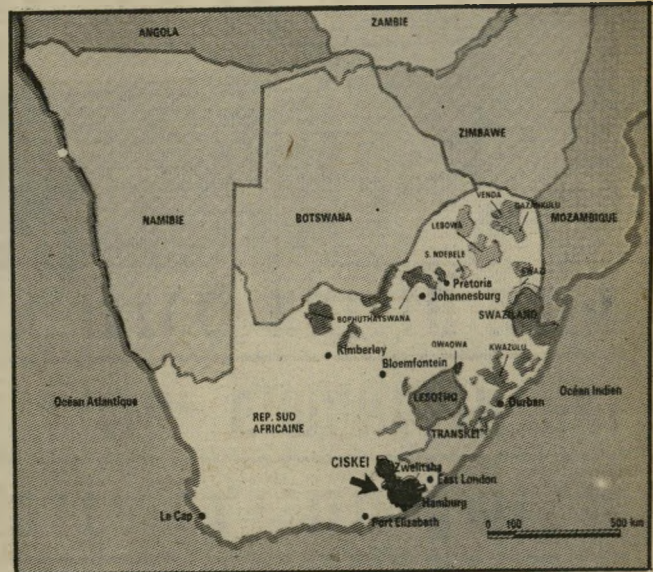 ZAMBIE
ANGOLA
ZIMBAWE
VENDA
GAZANKULU
NAMIBIE
BOTSWANA
MOZAMBIQUE
LEBOWA
S. NDEBELE
SWAZI
Pretoria
Johannesburg
BOPHUTHATSWANA
SWAZILAND
QWAQWA
KWAZULU
Kimberley
Bloemfontein
Océan Indien
Océan Atlantique
LESOTHO
Durban
REP. SUD
AFRICAINE
TRANSKEI
CISKEI
Zwelitsha
East London
Hamburg
Le Cap
Port Elisabeth
0 100 500 km